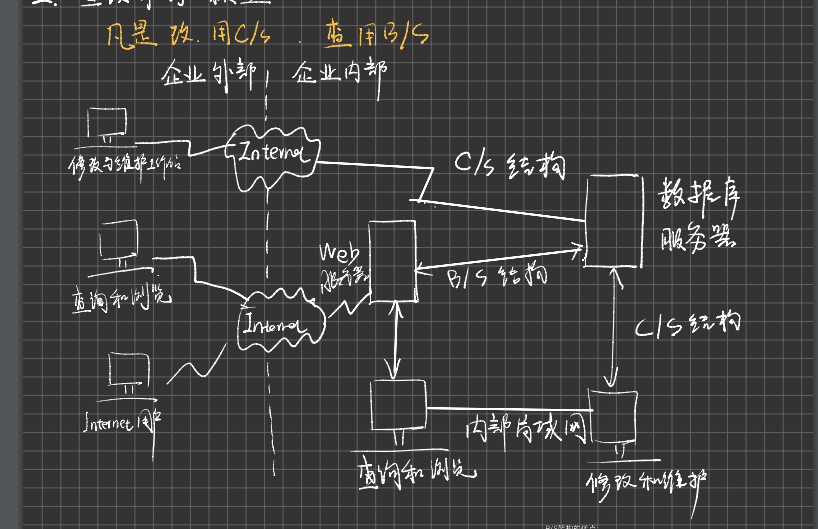 凡是改.用C/S.查用B/S
企业外部 企业内部
修改与维护工作站
Internet
C/S结构
数据库
服务器
Web
服务器
B/S结构
查询和浏览
Internet
C/S结构
Internet用户
内部局域网
查询和浏览
修改和维护